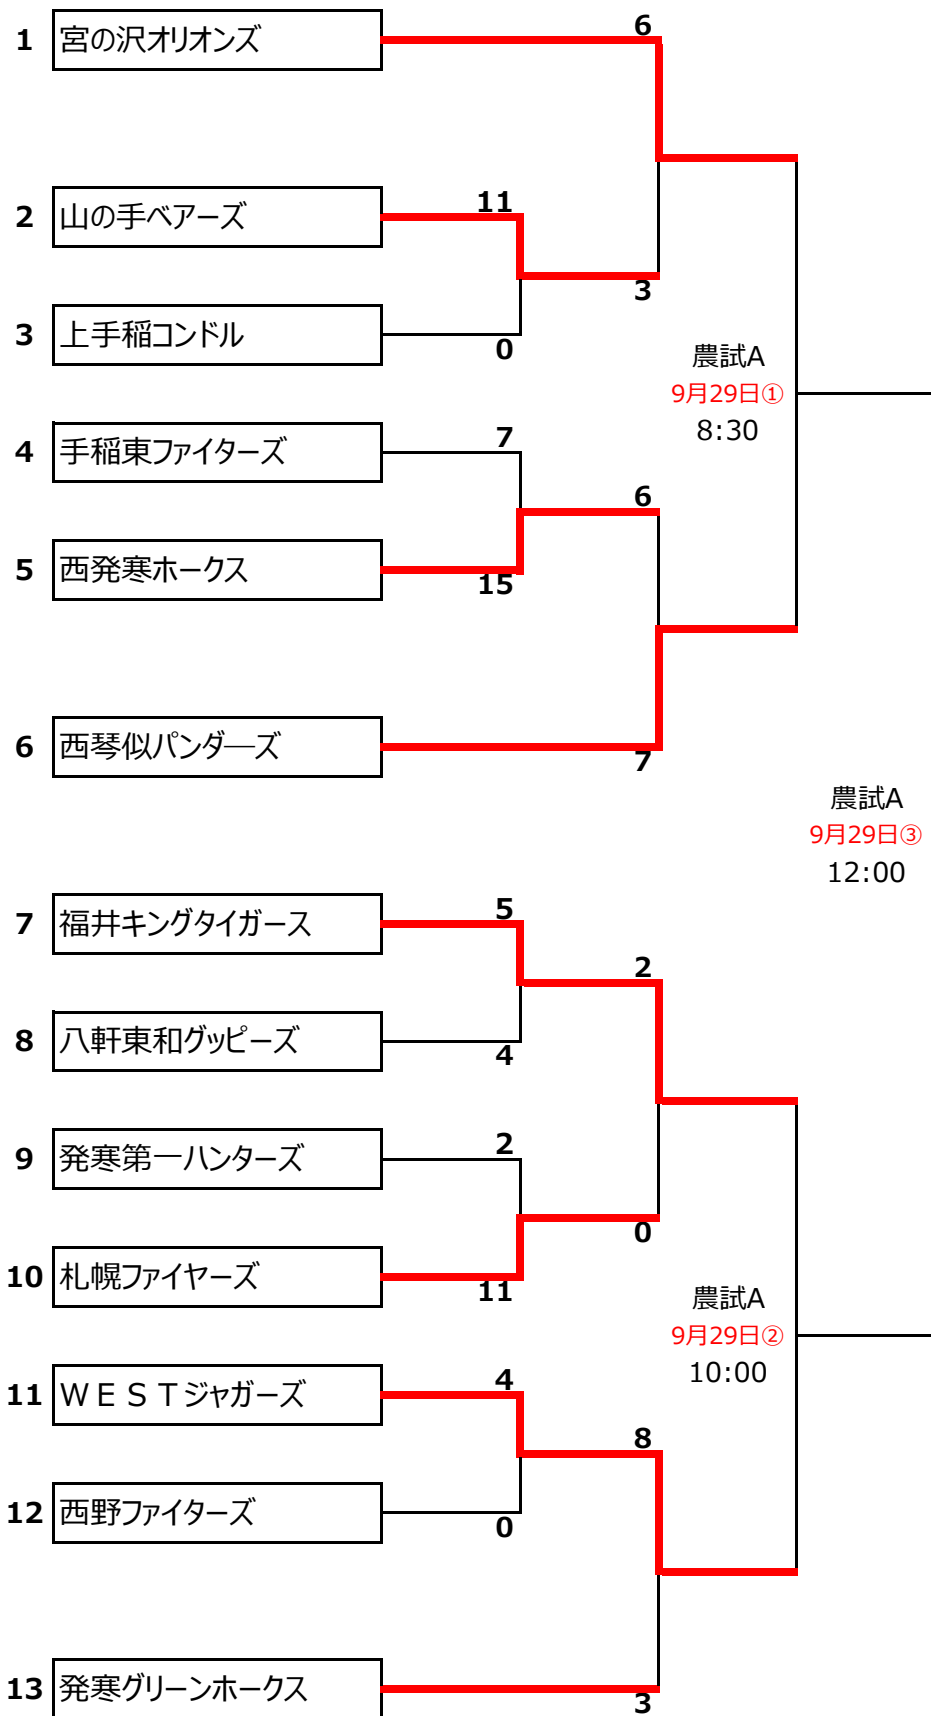 6
1 宮の沢オリオンズ
11
2 山の手ベアーズ
3
3 上手稲コンドル
0
農試A
9月29日①
8:30
7
4 手稲東ファイターズ
6
5 西発寒ホークス
15
6 西琴似パンダ―ズ
7
農試A
9月29日③
12:00
5
7 福井キングタイガース
2
8 八軒東和グッピーズ
4
2
9 発寒第一ハンターズ
0
10 札幌ファイヤーズ
11
農試A
9月29日②
10:00
4
11 ＷＥＳＴジャガーズ
8
12 西野ファイターズ
0
13 発寒グリーンホークス
3